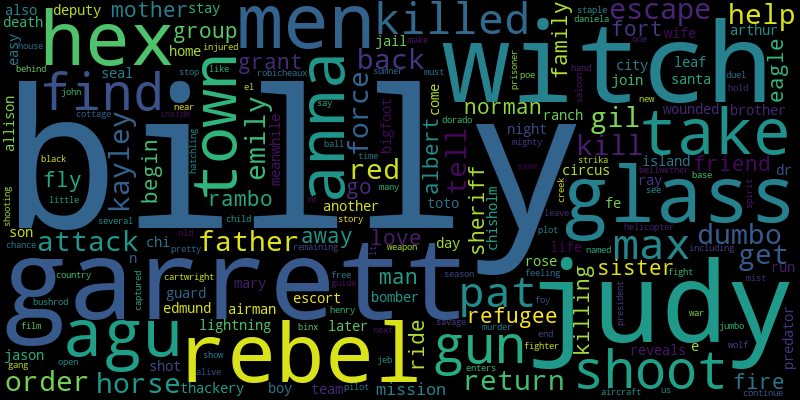 billy
garrett
judy
witch
rebel
glass
hex
men
killed
escape
help
mother
stay
group
home
grant
back
jail
fort
family
wife
arthur
staple
daniela
also
death
deputy
easy
house
behind
injured
robicheaux
stop
like
sumner
make
must
prisoner
poe
saloon
hand
one
duel
hold
find
town
anna
force
emily
take
city
leaf
join
santa
eagle
seal
john
near
cottage
inside
hatchling
meanwhile
el
say
ball
time
many
bigfoot
albert
come
norman
ranch
gil
kill
wounded
brother
friend
new
dorado
mighty
night
tell
circus
island
ray
dr
base
bellwether
spirit
see
strika
save
creek
leave
fe
allison
kayley
begin
black
fly
little
red
rambo
go
toto
sheriff
chisholm
shooting
several
child
another
story
mr
son
chance
old
pretty
attack
chi
father
away
love
day
plot
life
named
max
dumbo
get
helicopter
including
run
mist
sister
fight
rose
feeling
n
remaining
weapon
lt
man
pat
country
cartwright
mary
free
guide
season
bomber
killing
reveals
e
president
war
jumbo
wolf
predator
captured
guard
escort
bushrod
edmund
airman
henry
refugee
foy
film
agu
lightning
later
ride
savage
murder
end
fighter
gun
shoot
jason
open
show
binx
next
jeb
gang
shot
alive
enters
fire
order
horse
thackery
boy
team
pilot
mission
return
aircraft
us
continue